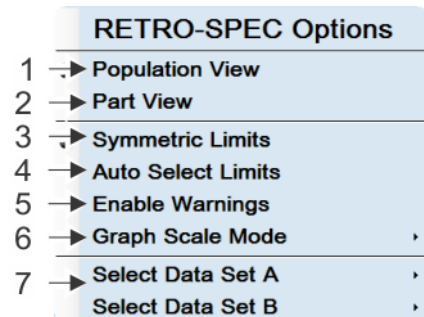 RETRO-SPEC Options
1 Population View
2 Part View
3 Symmetric Limits
4 Auto Select Limits
5 Enable Warnings
6 Graph Scale Mode
7 Select Data Set A
Select Data Set B